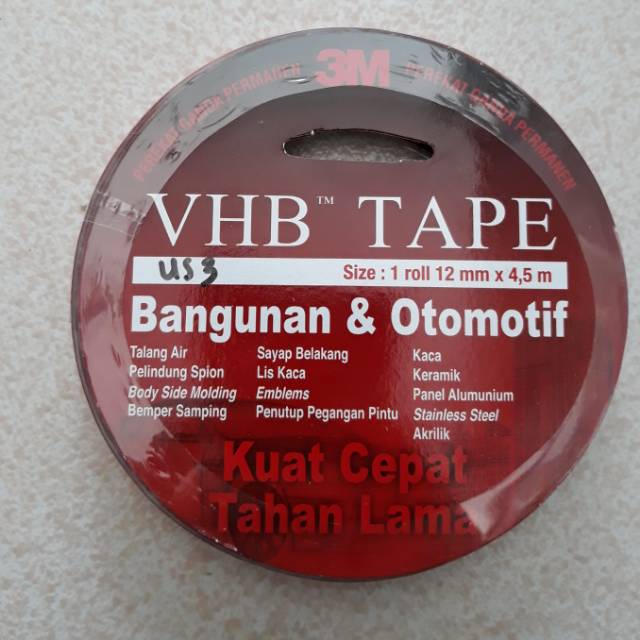 PEREKAT GANDA PERMANEN 3M PEREKAT GANDA PERMANEN
VHB™ TAPE
US3
Size : 1 roll 12 mm x 4,5 m
Bangunan & Otomotif
Talang Air
Pelindung Spion
Body Side Molding
Bemper Samping
Sayap Belakang
Lis Kaca
Emblems
Penutup Pegangan Pintu
Kaca
Keramik
Panel Alumunium
Stainless Steel
Akrilik
Kuat Cepat
Tahan Lama